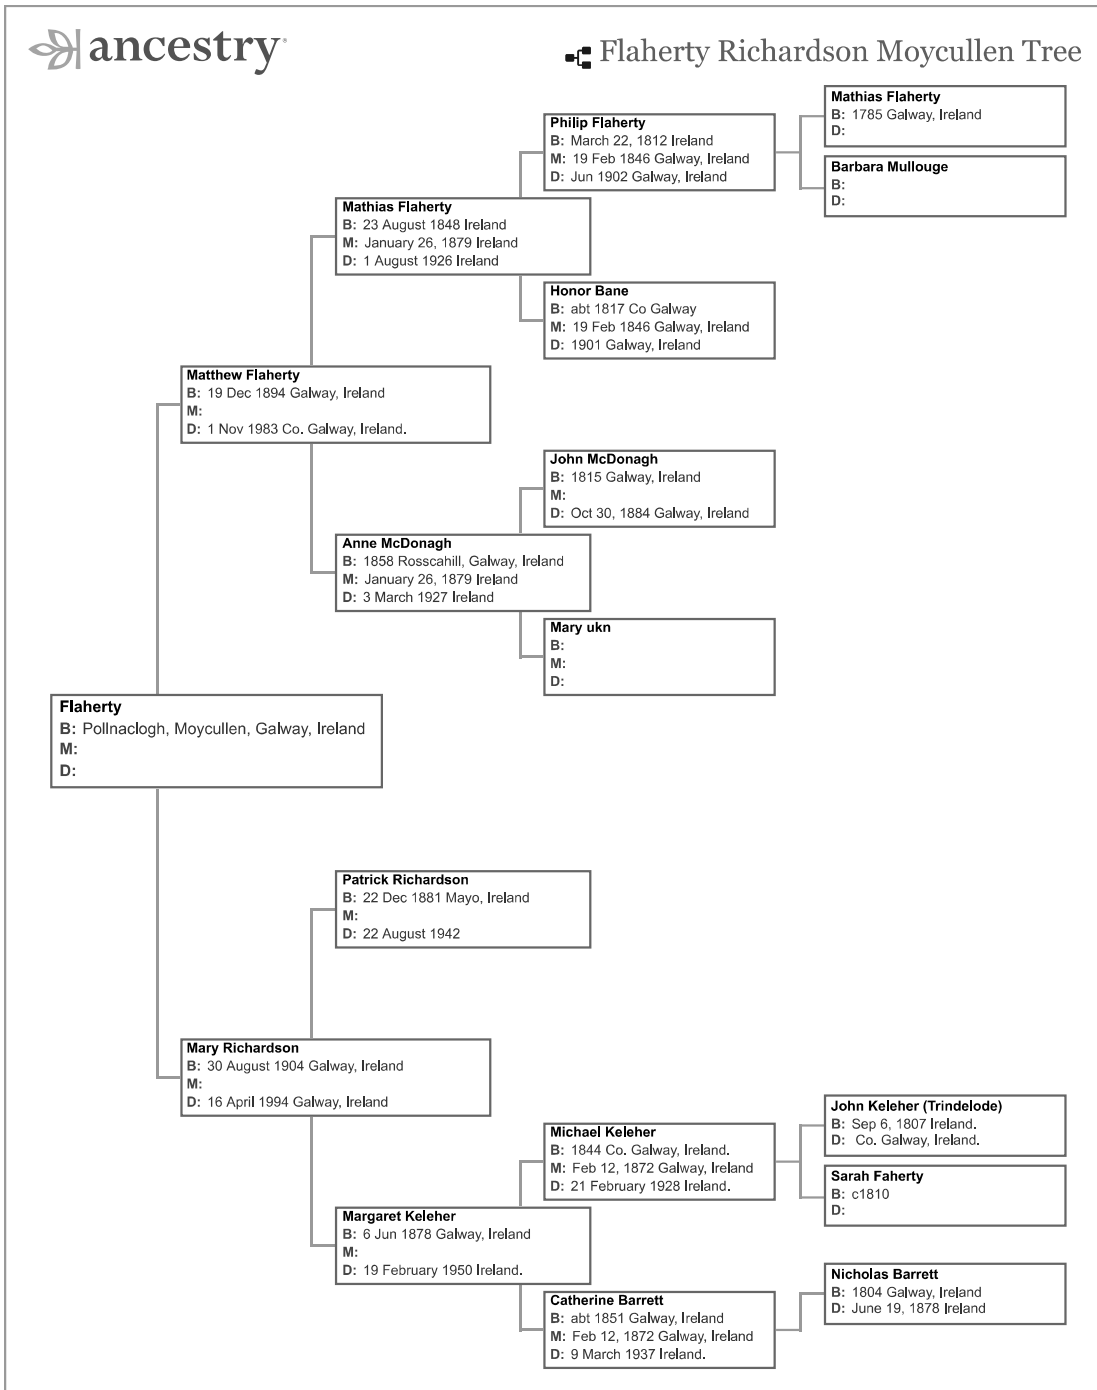 ancestry
Flaherty Richardson Moycullen Tree
Mathias Flaherty
B: 1785 Galway, Ireland
D:
Philip Flaherty
B: March 22, 1812 Ireland
M: 19 Feb 1846 Galway, Ireland
D: Jun 1902 Galway, Ireland
Barbara Mullouge
B:
D:
Mathias Flaherty
B: 23 August 1848 Ireland
M: January 26, 1879 Ireland
D: 1 August 1926 Ireland
Honor Bane
B: abt 1817 Co Galway
M: 19 Feb 1846 Galway, Ireland
D: 1901 Galway, Ireland
Matthew Flaherty
B: 19 Dec 1894 Galway, Ireland
M:
D: 1 Nov 1983 Co. Galway, Ireland.
John McDonagh
B: 1815 Galway, Ireland
M:
D: Oct 30, 1884 Galway, Ireland
Anne McDonagh
B: 1858 Rosscahill, Galway, Ireland
M: January 26, 1879 Ireland
D: 3 March 1927 Ireland
Mary ukn
B:
M:
D:
Flaherty
B: Pollnaclogh, Moycullen, Galway, Ireland
M:
D:
Patrick Richardson
B: 22 Dec 1881 Mayo, Ireland
M:
D: 22 August 1942
Mary Richardson
B: 30 August 1904 Galway, Ireland
M:
D: 16 April 1994 Galway, Ireland
John Keleher (Trindelode)
B: Sep 6, 1807 Ireland.
D: Co. Galway, Ireland.
Michael Keleher
B: 1844 Co. Galway, Ireland.
M: Feb 12, 1872 Galway, Ireland
D: 21 February 1928 Ireland.
Sarah Faherty
B: c1810
D:
Margaret Keleher
B: 6 Jun 1878 Galway, Ireland
M:
D: 19 February 1950 Ireland.
Nicholas Barrett
B: 1804 Galway, Ireland
D: June 19, 1878 Ireland
Catherine Barrett
B: abt 1851 Galway, Ireland
M: Feb 12, 1872 Galway, Ireland
D: 9 March 1937 Ireland.